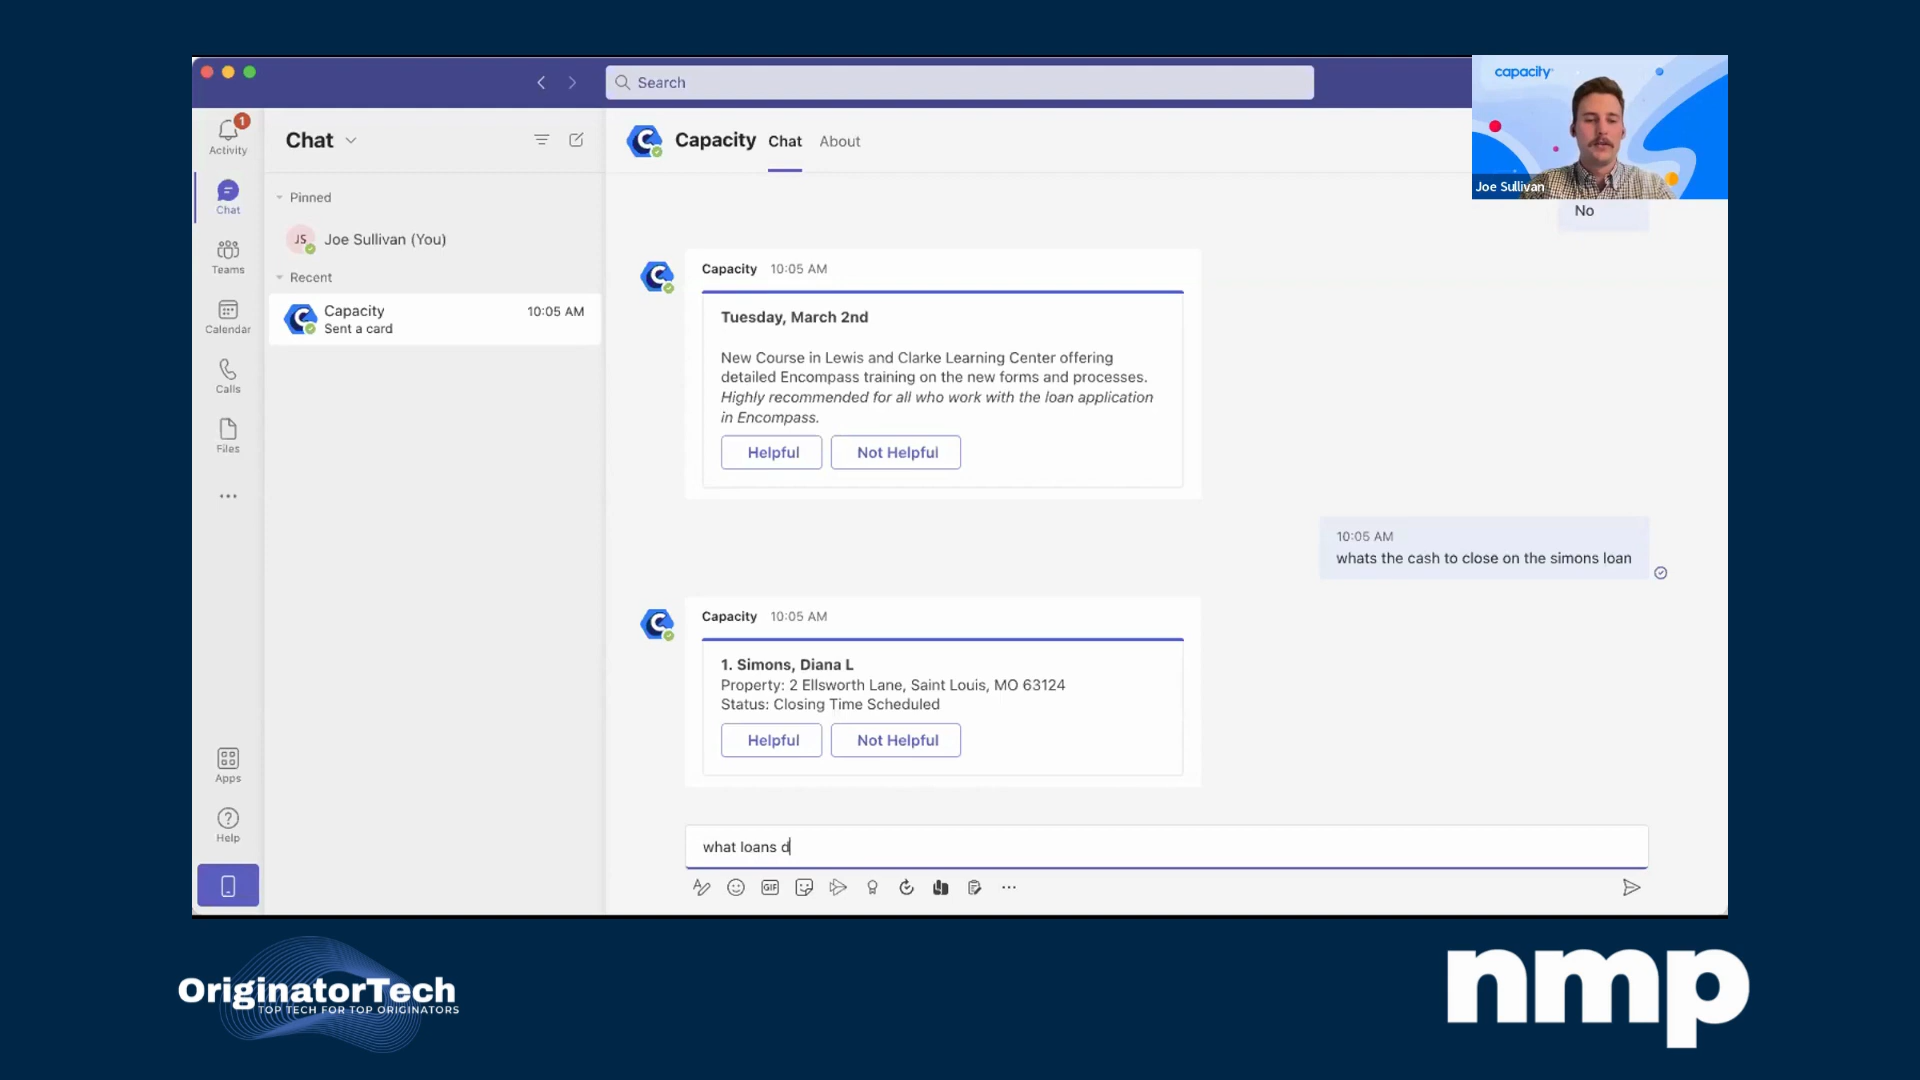 Search
capacity
Joe Sullivan
1
Activity
Chat
Teams
Calendar
Calls
Files
Apps
Help
Chat
Pinned
JS
Joe Sullivan (You)
Recent
Capacity 10:05 AM
Sent a card
Capacity Chat About
No
Capacity 10:05 AM
Tuesday, March 2nd
New Course in Lewis and Clarke Learning Center offering
detailed Encompass training on the new forms and processes.
Highly recommended for all who work with the loan application
in Encompass.
Helpful Not Helpful
10:05 AM
whats the cash to close on the simons loan
Capacity 10:05 AM
1. Simons, Diana L
Property: 2 Ellsworth Lane, Saint Louis, MO 63124
Status: Closing Time Scheduled
Helpful Not Helpful
what loans d
GIF
OriginatorTech
TOP TECH FOR TOP ORIGINATORS
nmp